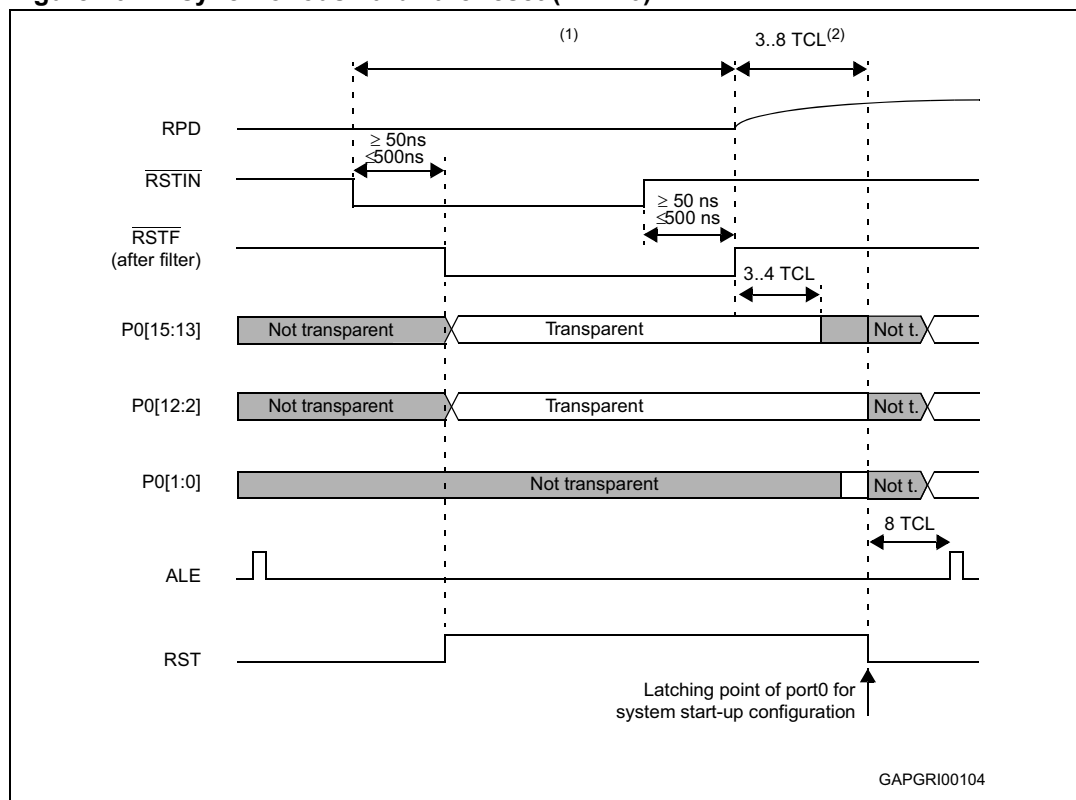 (1)
3..8 TCL(2)
RPD
≥ 50ns
≤500ns
RSTIN
≥ 50 ns
≤500 ns
RSTF
(after filter)
3..4 TCL
P0[15:13]
Not transparent
Transparent
Not t.
P0[12:2]
Not transparent
Transparent
Not t.
P0[1:0]
Not transparent
Not t.
8 TCL
ALE
RST
Latching point of port0 for
system start-up configuration
GAPGRI00104